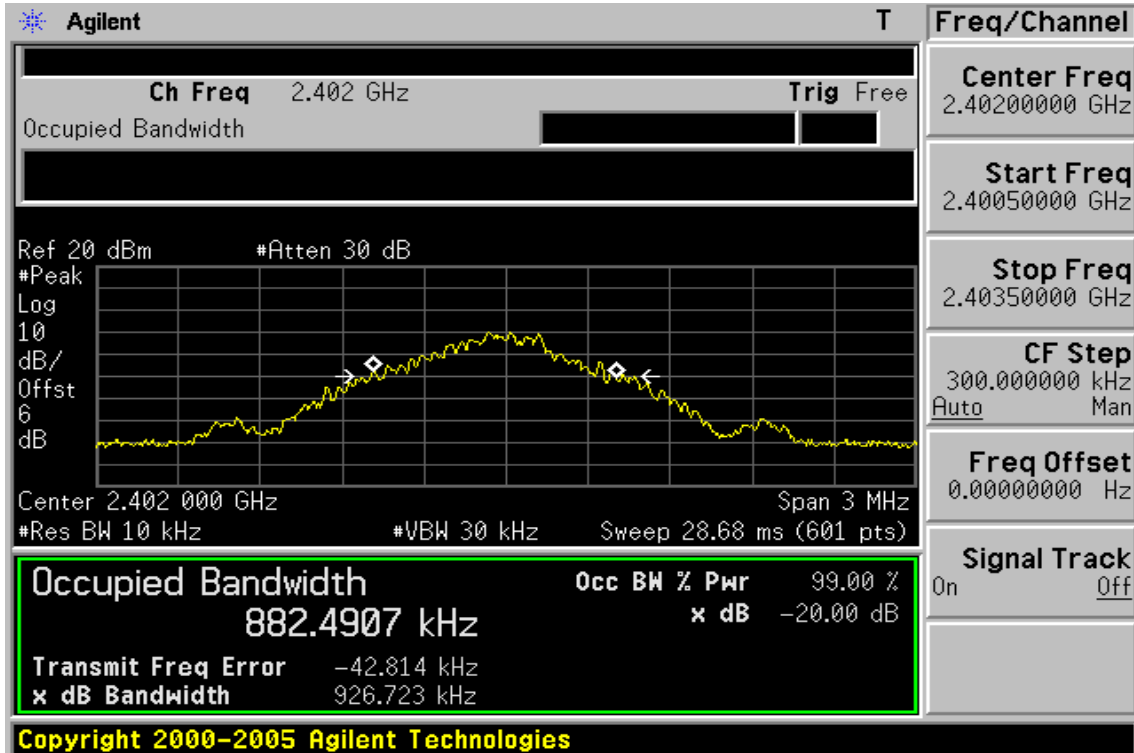 Agilent T
Ch Freq 2.402 GHz Trig Free
Occupied Bandwidth
Ref 20 dBm #Atten 30 dB
#Peak
Log
10
dB/
Offst
6
dB
Center 2.402 000 GHz Span 3 MHz
#Res BW 10 kHz #VBW 30 kHz Sweep 28.68 ms (601 pts)
Occupied Bandwidth Occ BW % Pwr 99.00 %
882.4907 kHz x dB -20.00 dB
Transmit Freq Error -42.814 kHz
x dB Bandwidth 926.723 kHz
Copyright 2000-2005 Agilent Technologies
Freq/Channel
Center Freq
2.40200000 GHz
Start Freq
2.40050000 GHz
Stop Freq
2.40350000 GHz
CF Step
300.000000 kHz
Auto Man
Freq Offset
0.00000000 Hz
Signal Track
On Off